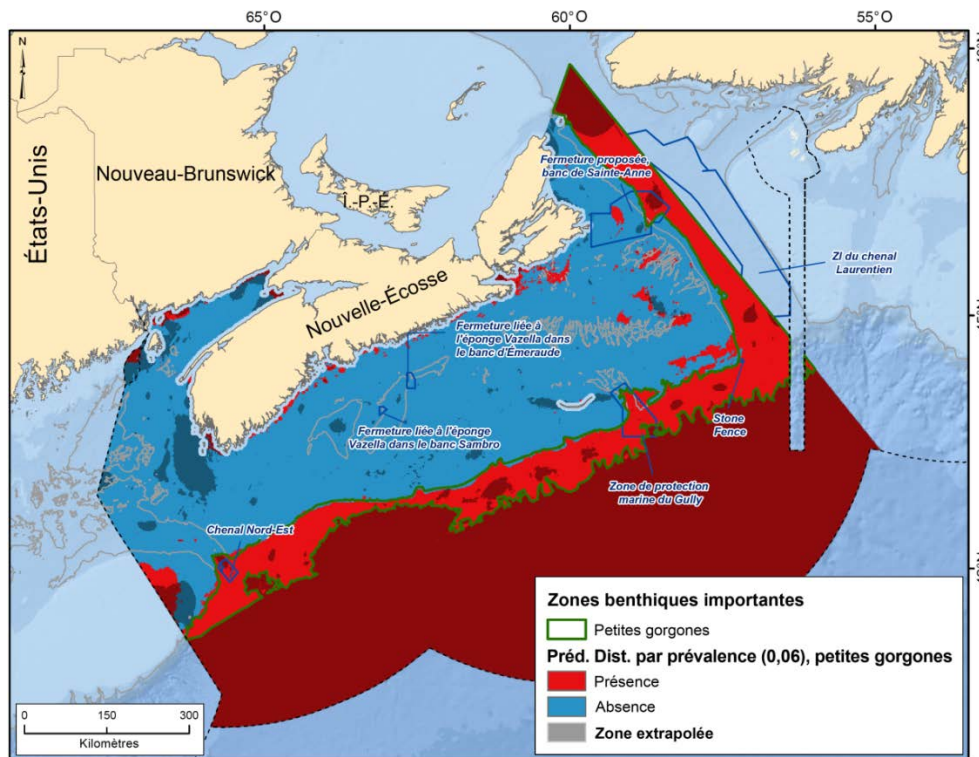 65°O
60°O
55°O
N
États-Unis
Nouveau-Brunswick
Î.-P.-É.
Nouvelle-Écosse
Fermeture proposée,
banc de Sainte-Anne
ZI du chenal
Laurentien
Fermeture liée à
l'éponge Vazella dans
le banc d'Émeraude
Fermeture liée à l'éponge
Vazella dans le banc Sambro
Stone
Fence
Zone de protection
marine du Gully
Chenal Nord-Est
Zones benthiques importantes
Petites gorgones
Préd. Dist. par prévalence (0,06), petites gorgones
Présence
Absence
Zone extrapolée
0 150 300
Kilomètres